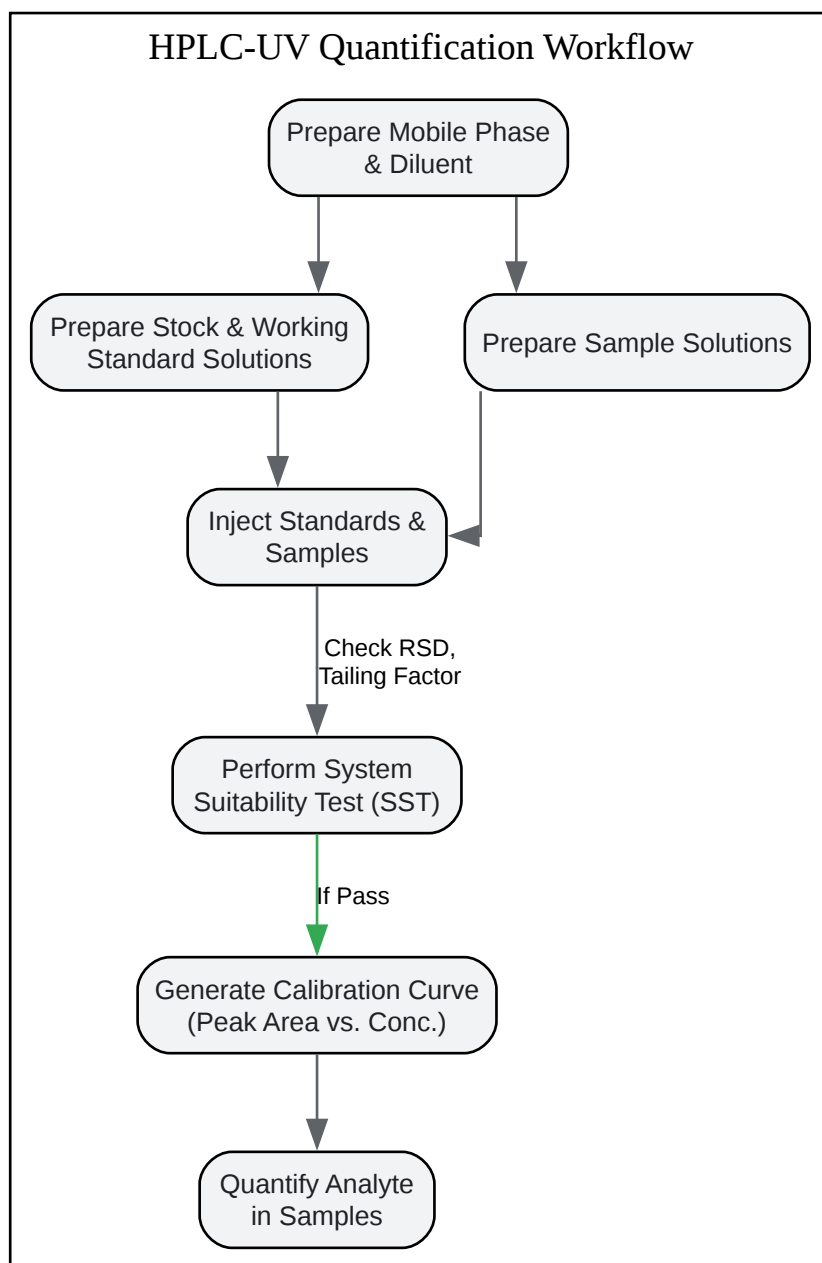 HPLC-UV Quantification Workflow
Prepare Mobile Phase
& Diluent
Prepare Stock & Working
Standard Solutions
Prepare Sample Solutions
Inject Standards &
Samples
Check RSD,
Tailing Factor
Perform System
Suitability Test (SST)
If Pass
Generate Calibration Curve
(Peak Area vs. Conc.)
Quantify Analyte
in Samples